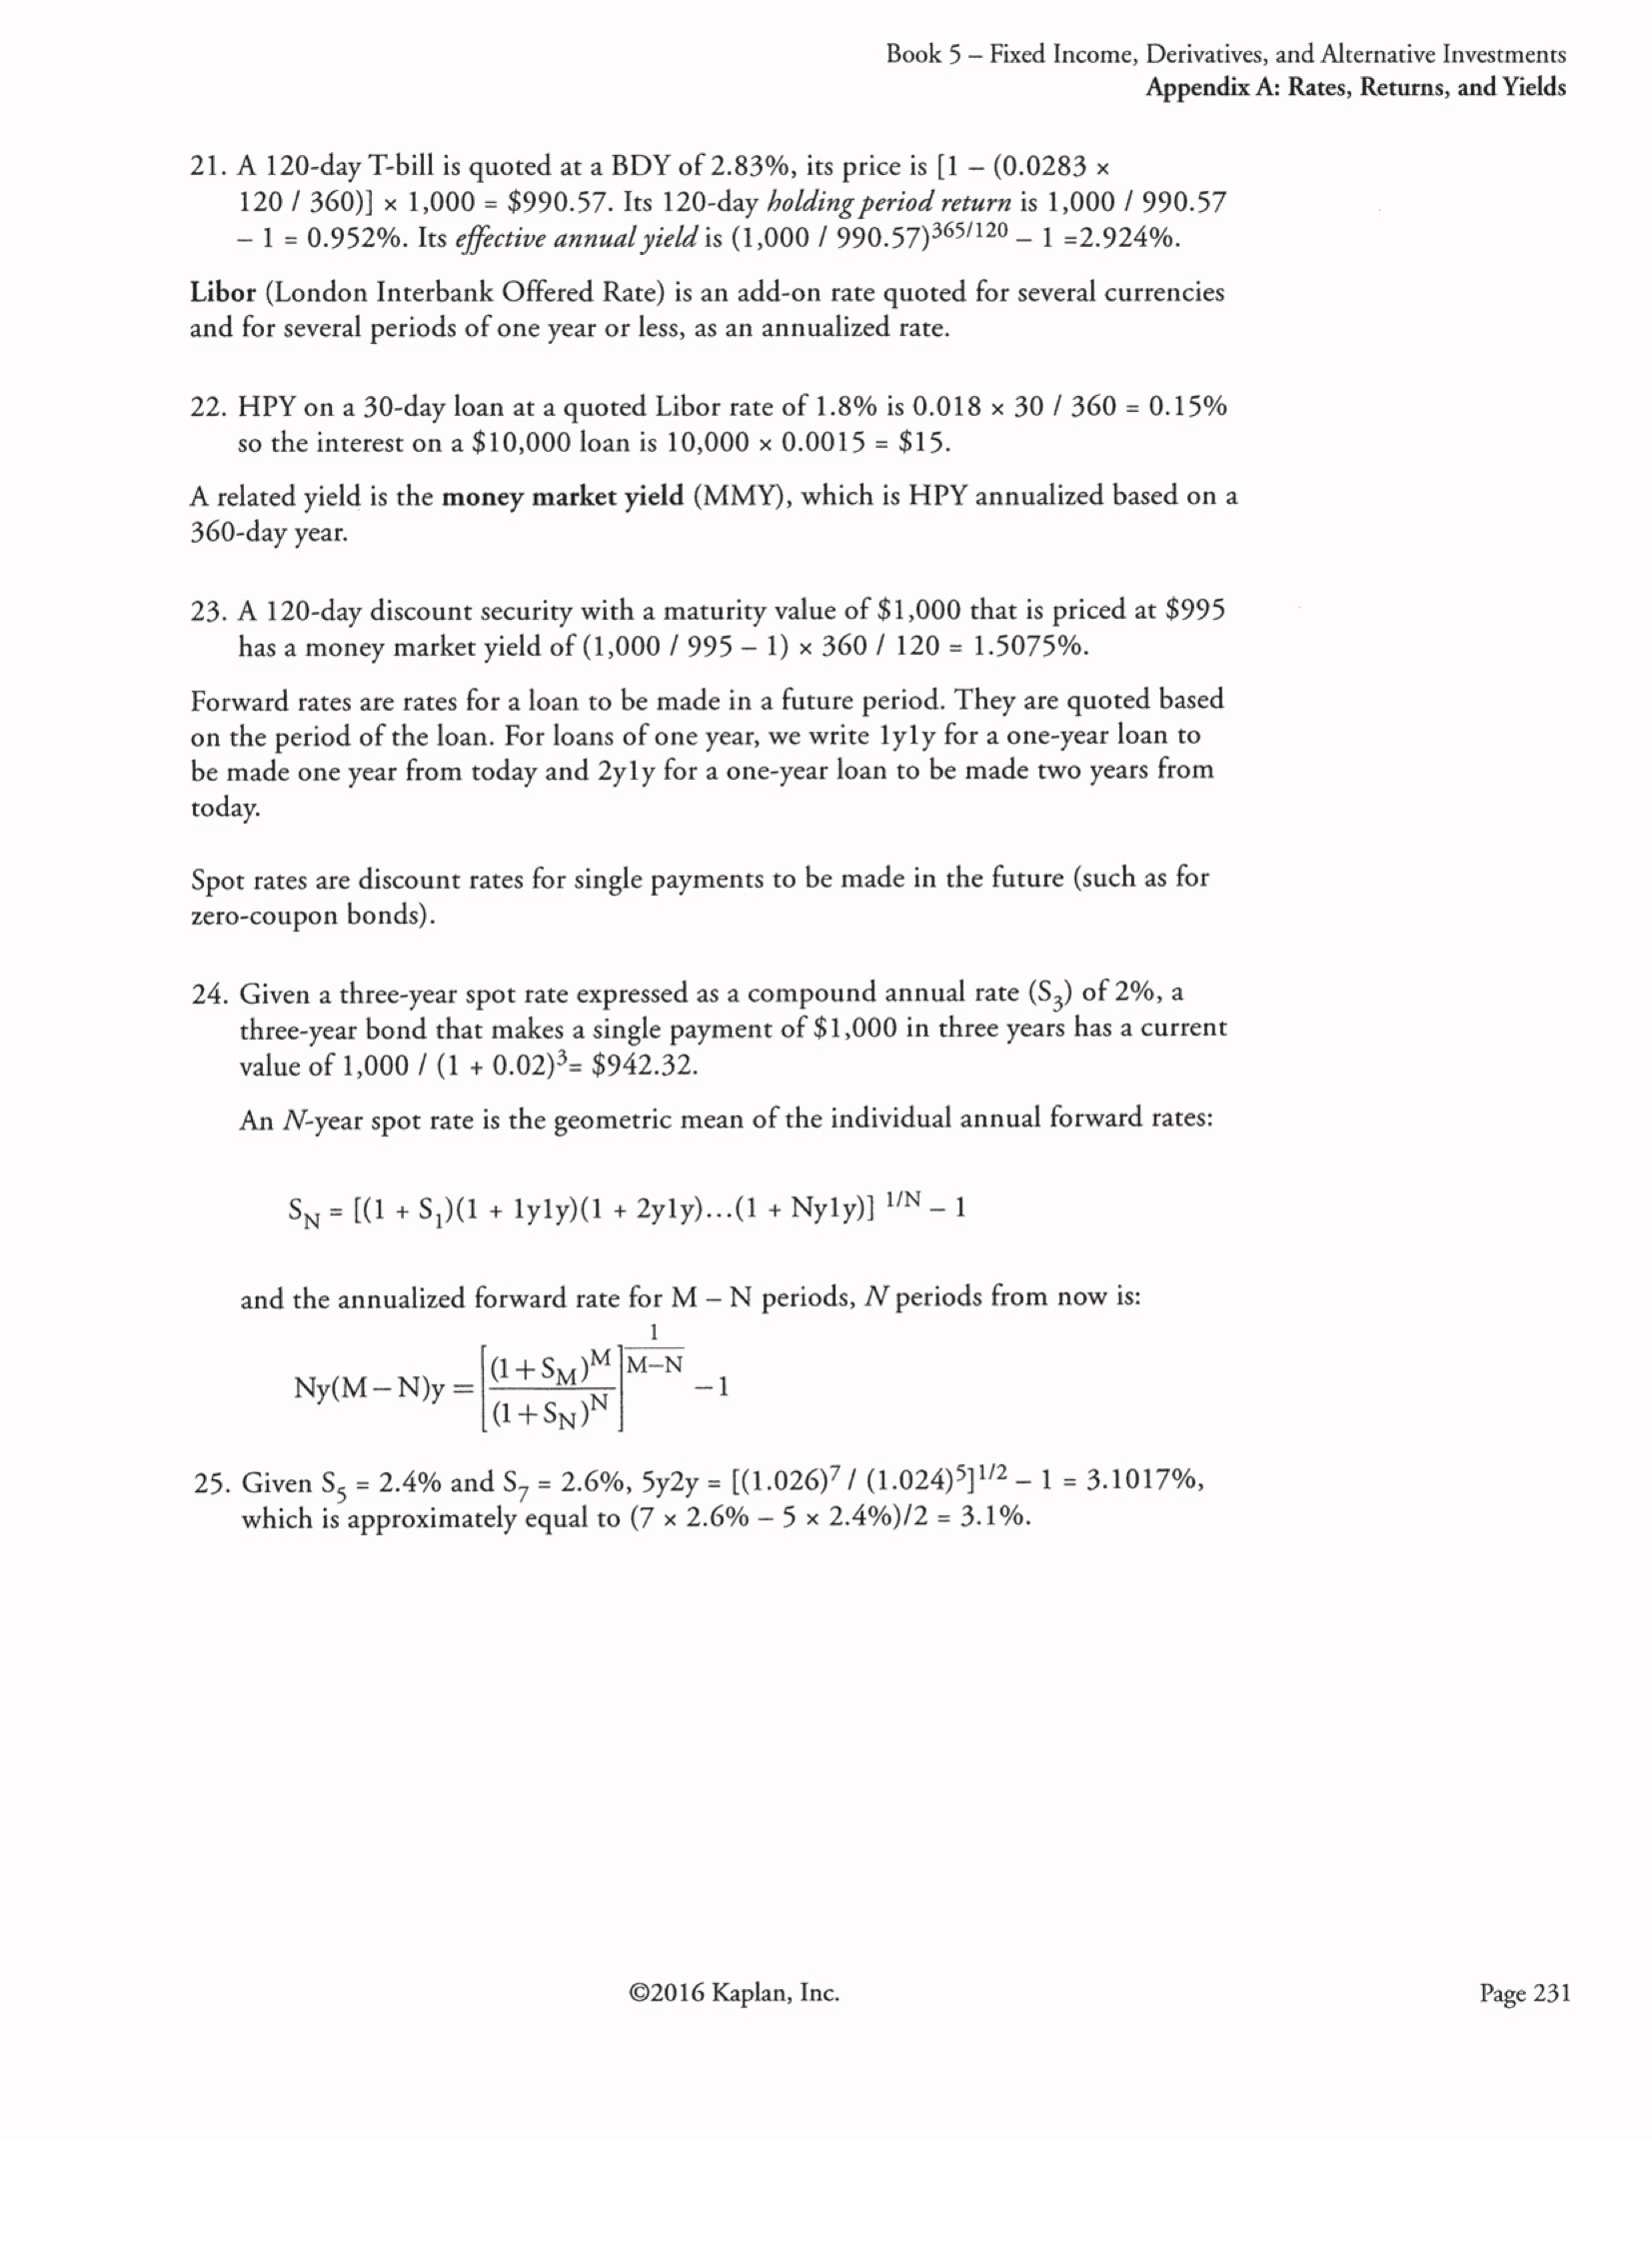 Book 5 – Fixed Income, Derivatives, and Alternative Investments
Appendix A: Rates, Returns, and Yields
21. A 120-day T-bill is quoted at a BDY of 2.83%, its price is [1 – (0.0283 ×
120 / 360)] × 1,000 = $990.57. Its 120-day holding period return is 1,000 / 990.57
– 1 = 0.952%. Its effective annual yield is (1,000 / 990.57)^365/120 – 1 =2.924%.
Libor (London Interbank Offered Rate) is an add-on rate quoted for several currencies
and for several periods of one year or less, as an annualized rate.
22. HPY on a 30-day loan at a quoted Libor rate of 1.8% is 0.018 × 30 / 360 = 0.15%
so the interest on a $10,000 loan is 10,000 × 0.0015 = $15.
A related yield is the money market yield (MMY), which is HPY annualized based on a
360-day year.
23. A 120-day discount security with a maturity value of $1,000 that is priced at $995
has a money market yield of (1,000 / 995 – 1) × 360 / 120 = 1.5075%.
Forward rates are rates for a loan to be made in a future period. They are quoted based
on the period of the loan. For loans of one year, we write 1y1y for a one-year loan to
be made one year from today and 2y1y for a one-year loan to be made two years from
today.
Spot rates are discount rates for single payments to be made in the future (such as for
zero-coupon bonds).
24. Given a three-year spot rate expressed as a compound annual rate (S₃) of 2%, a
three-year bond that makes a single payment of $1,000 in three years has a current
value of 1,000 / (1 + 0.02)³= $942.32.
An N-year spot rate is the geometric mean of the individual annual forward rates:
S_N = [(1 + S₁)(1 + 1y1y)(1 + 2y1y)...(1 + Ny1y)] ^1/N – 1
and the annualized forward rate for M – N periods, N periods from now is:
Ny(M – N)y = [(1+S_M)^M / (1+S_N)^N]^1/(M–N) – 1
25. Given S₅ = 2.4% and S₇ = 2.6%, 5y2y = [(1.026)⁷ / (1.024)⁵]^1/2 – 1 = 3.1017%,
which is approximately equal to (7 × 2.6% – 5 × 2.4%)/2 = 3.1%.
©2016 Kaplan, Inc.
Page 231